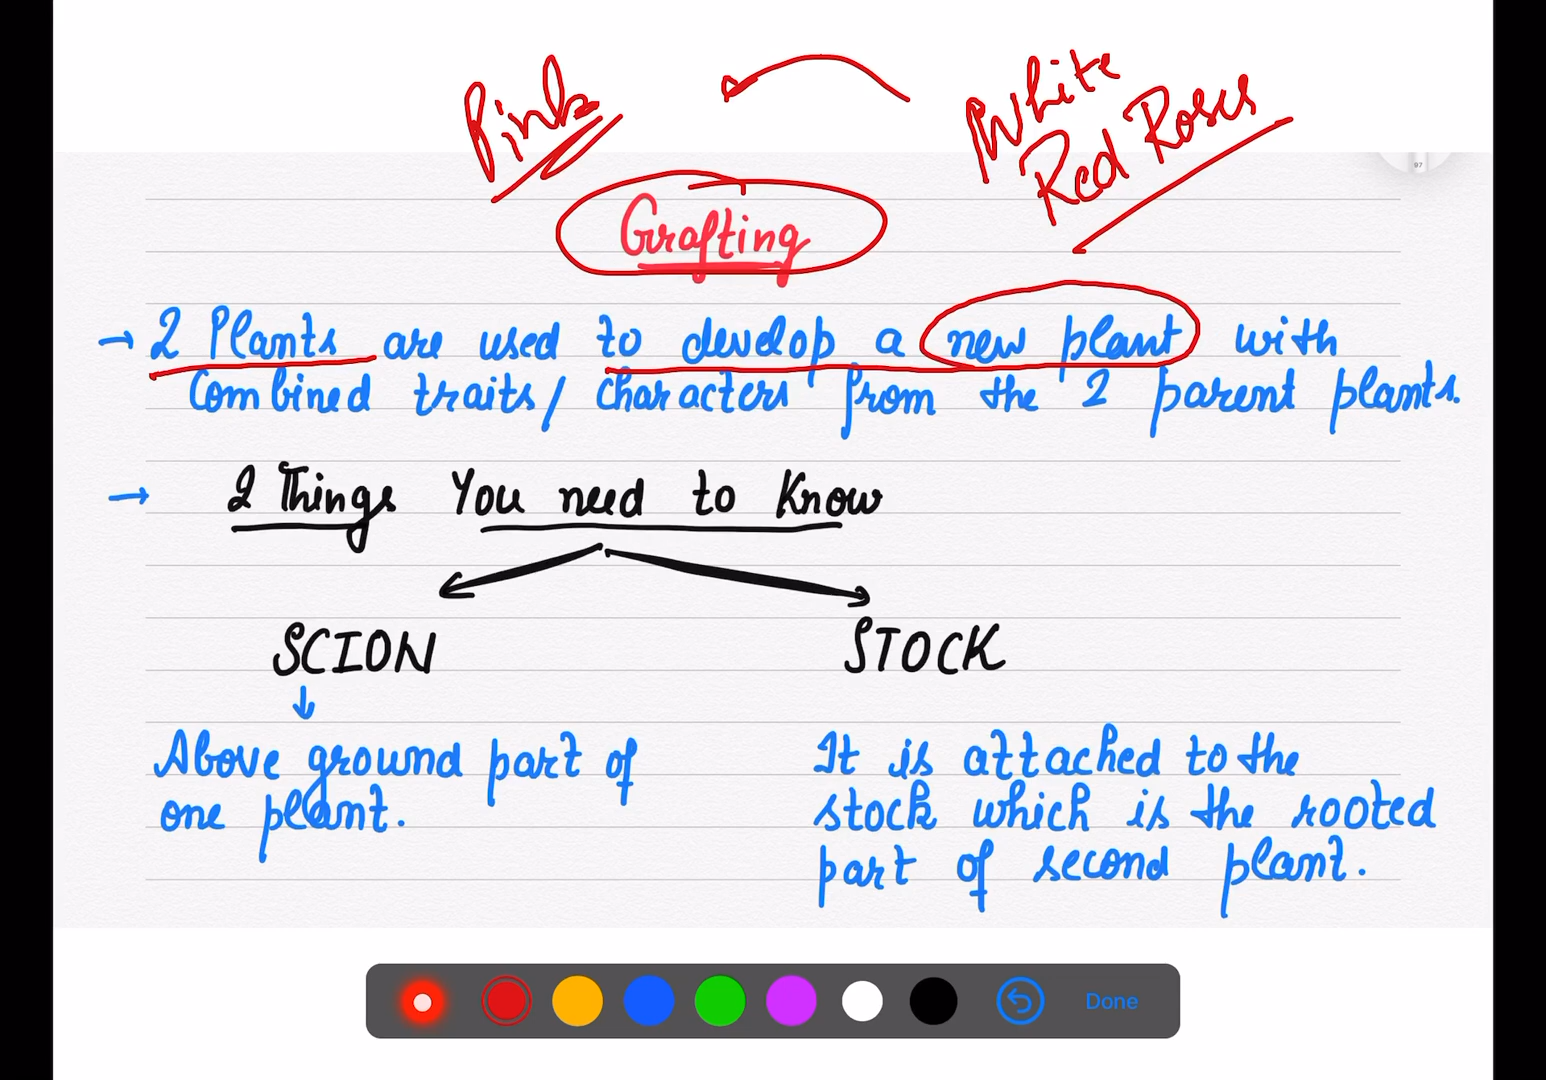 Pink
White
Red Roses
97
Grafting
→ 2 Plants are used to develop a new plant with
Combined traits/ characters from the 2 parent plants.
→ 2 Things You need to Know
SCION
STOCK
Above ground part of
one plant.
It is attached to the
stock which is the rooted
part of second plant.
Done